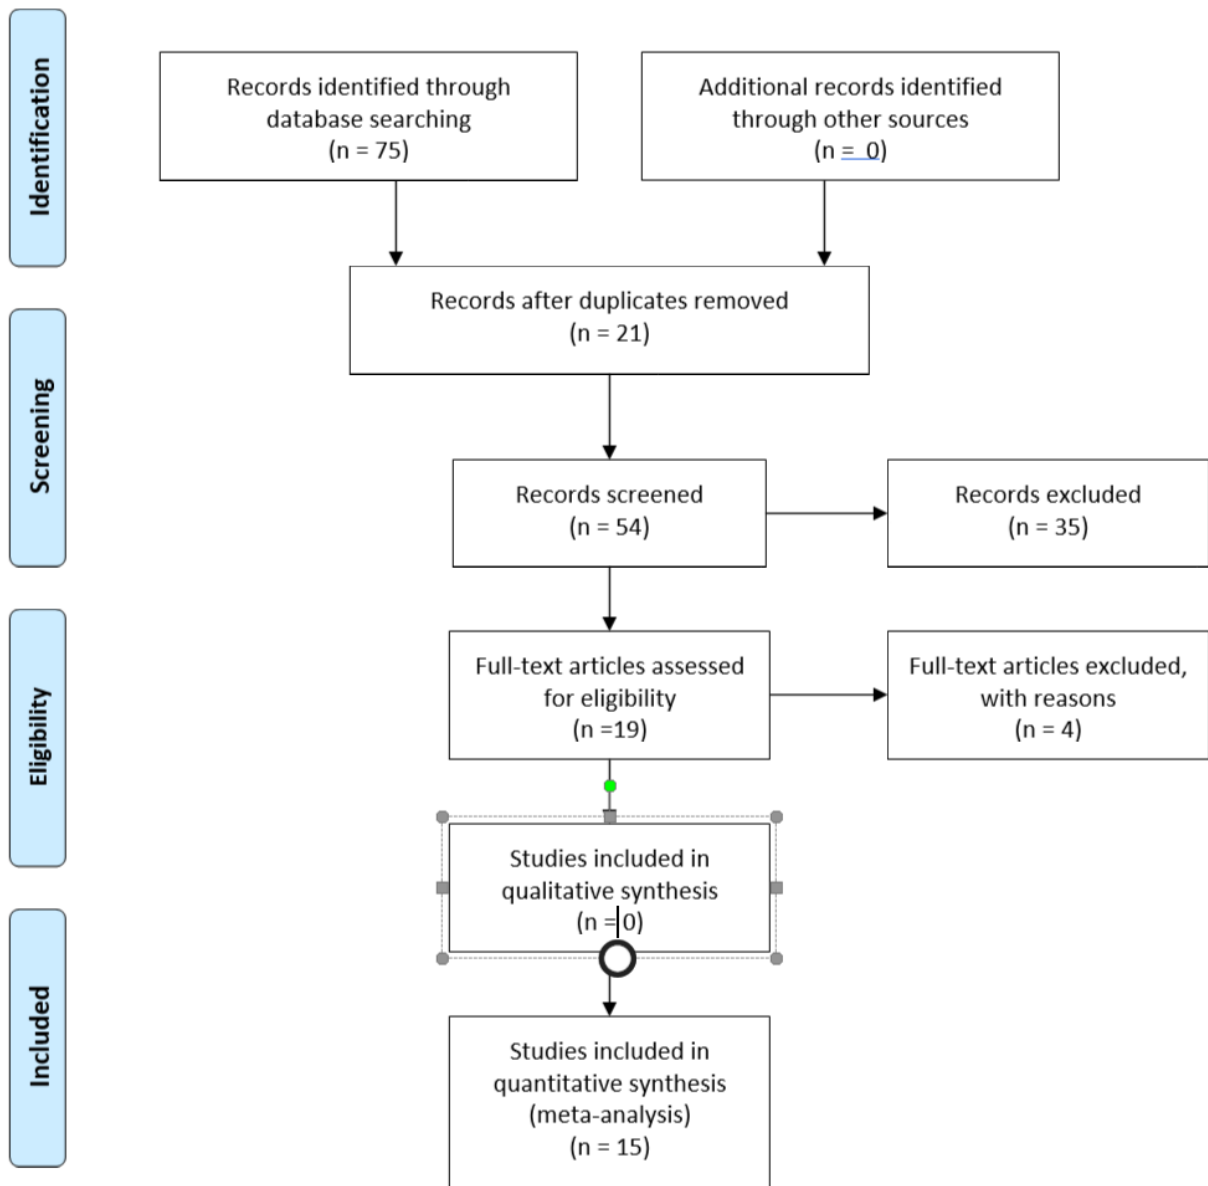 Identification
Records identified through
database searching
(n = 75)
Additional records identified
through other sources
(n =  0)
Records after duplicates removed
(n = 21)
Screening
Records screened
(n = 54)
Records excluded
(n = 35)
Eligibility
Full-text articles assessed
for eligibility
(n =19)
Full-text articles excluded,
with reasons
(n = 4)
Studies included in
qualitative synthesis
(n = 0)
Included
Studies included in
quantitative synthesis
(meta-analysis)
(n = 15)